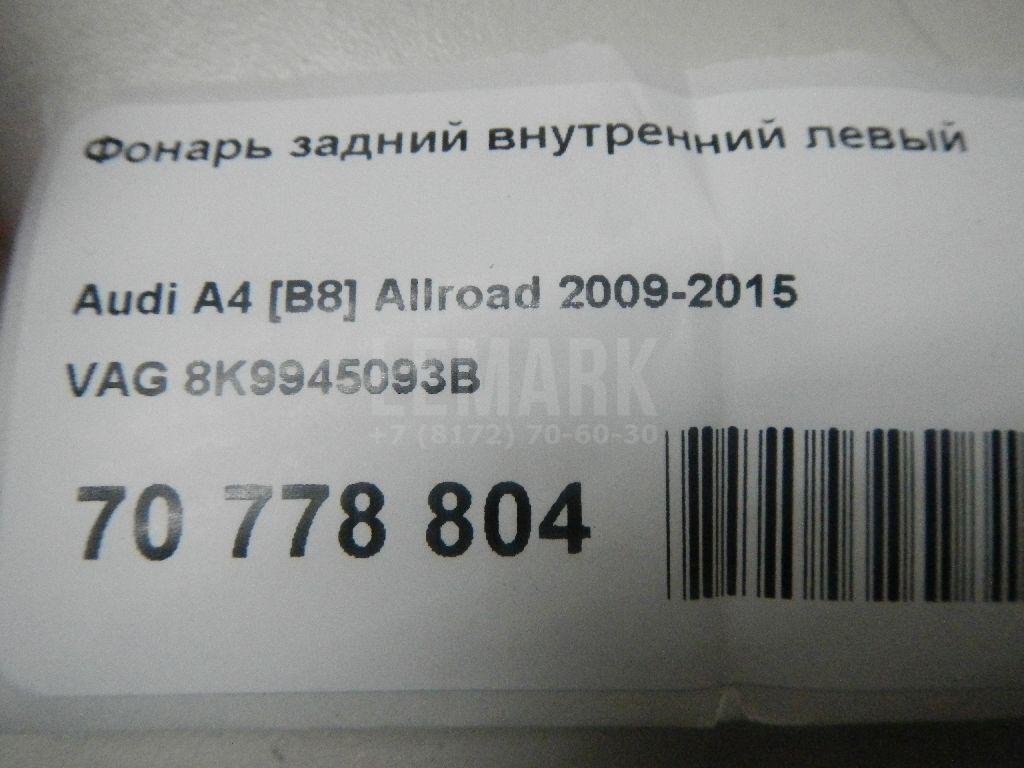 Фонарь задний внутренний левый
Audi A4 [B8] Allroad 2009-2015
VAG 8K9945093B
LEMARK
+7 (8172) 70-60-30
70 778 804